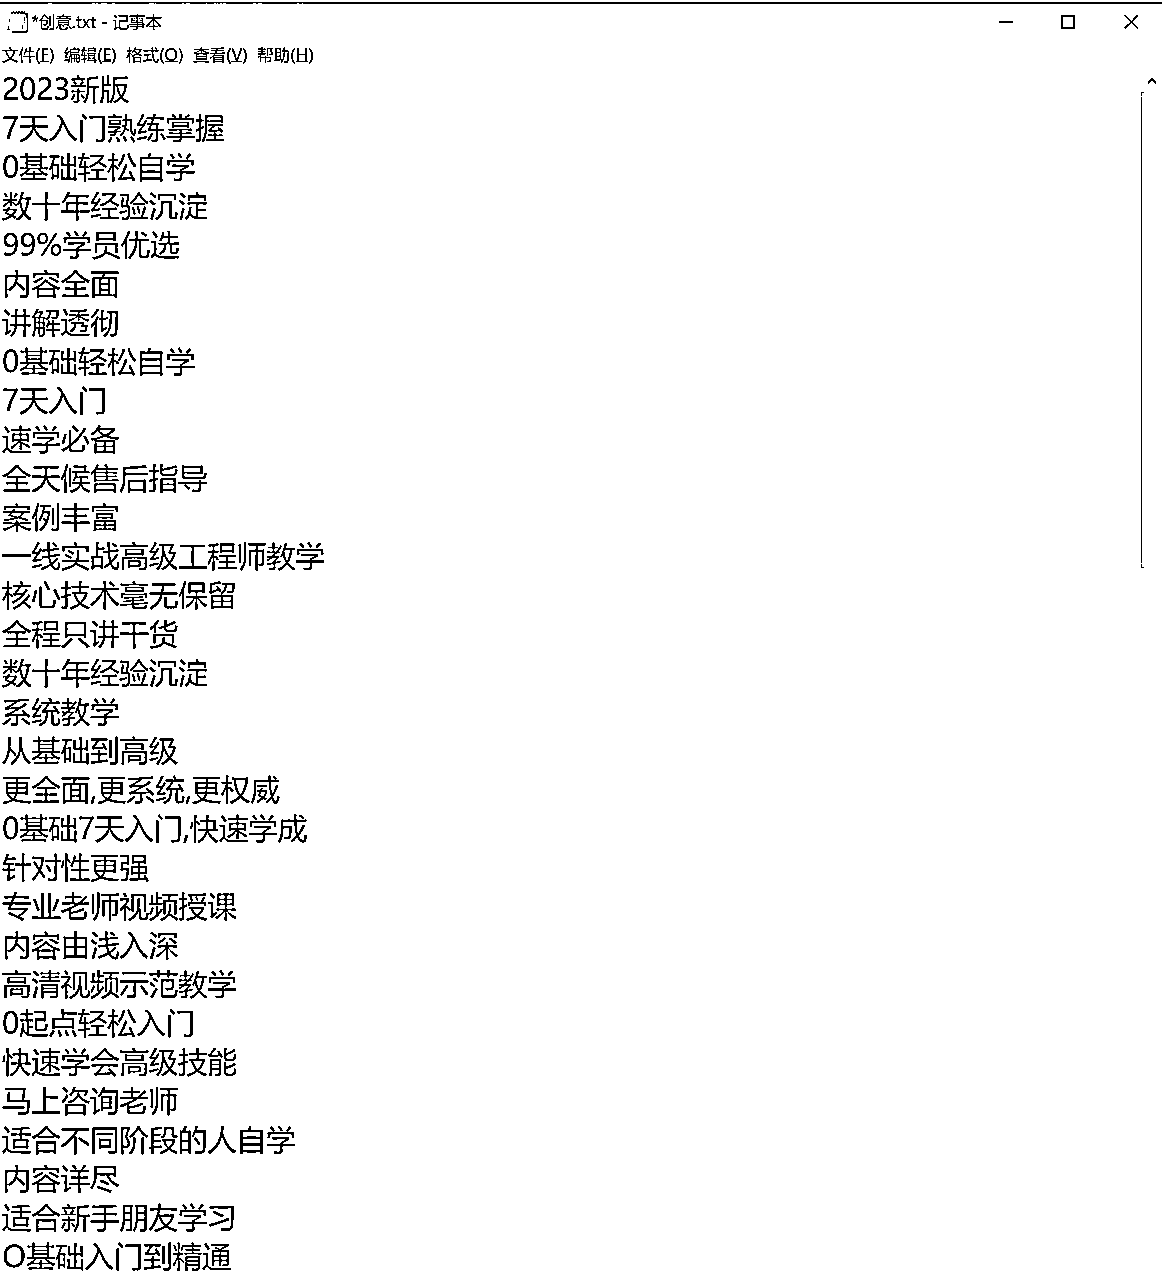 *创意.txt - 记事本
文件(F) 编辑(E) 格式(O) 查看(V) 帮助(H)
2023新版
7天入门熟练掌握
0基础轻松自学
数十年经验沉淀
99%学员优选
内容全面
讲解透彻
0基础轻松自学
7天入门
速学必备
全天候售后指导
案例丰富
一线实战高级工程师教学
核心技术毫无保留
全程只讲干货
数十年经验沉淀
系统教学
从基础到高级
更全面,更系统,更权威
0基础7天入门,快速学成
针对性更强
专业老师视频授课
内容由浅入深
高清视频示范教学
0起点轻松入门
快速学会高级技能
马上咨询老师
适合不同阶段的人自学
内容详尽
适合新手朋友学习
O基础入门到精通